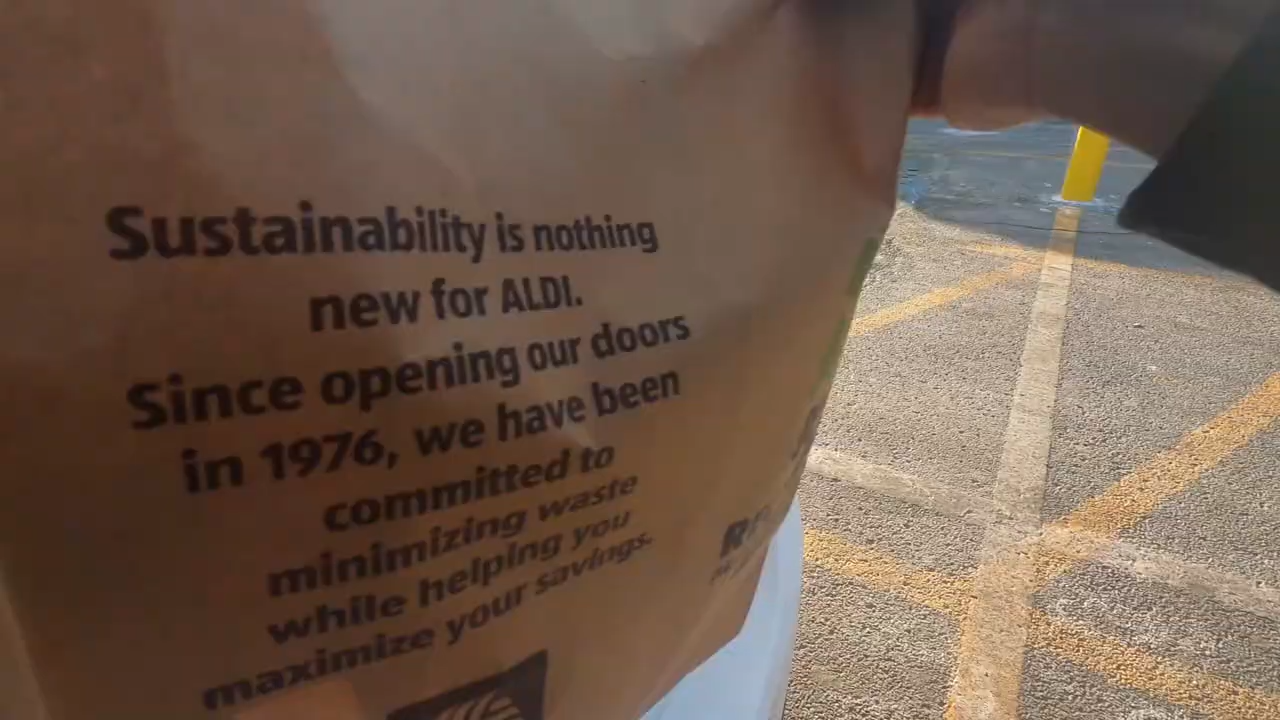 Sustainability is nothing
new for ALDI.
Since opening our doors
in 1976, we have been
committed to
minimizing waste
while helping you
maximize your savings.